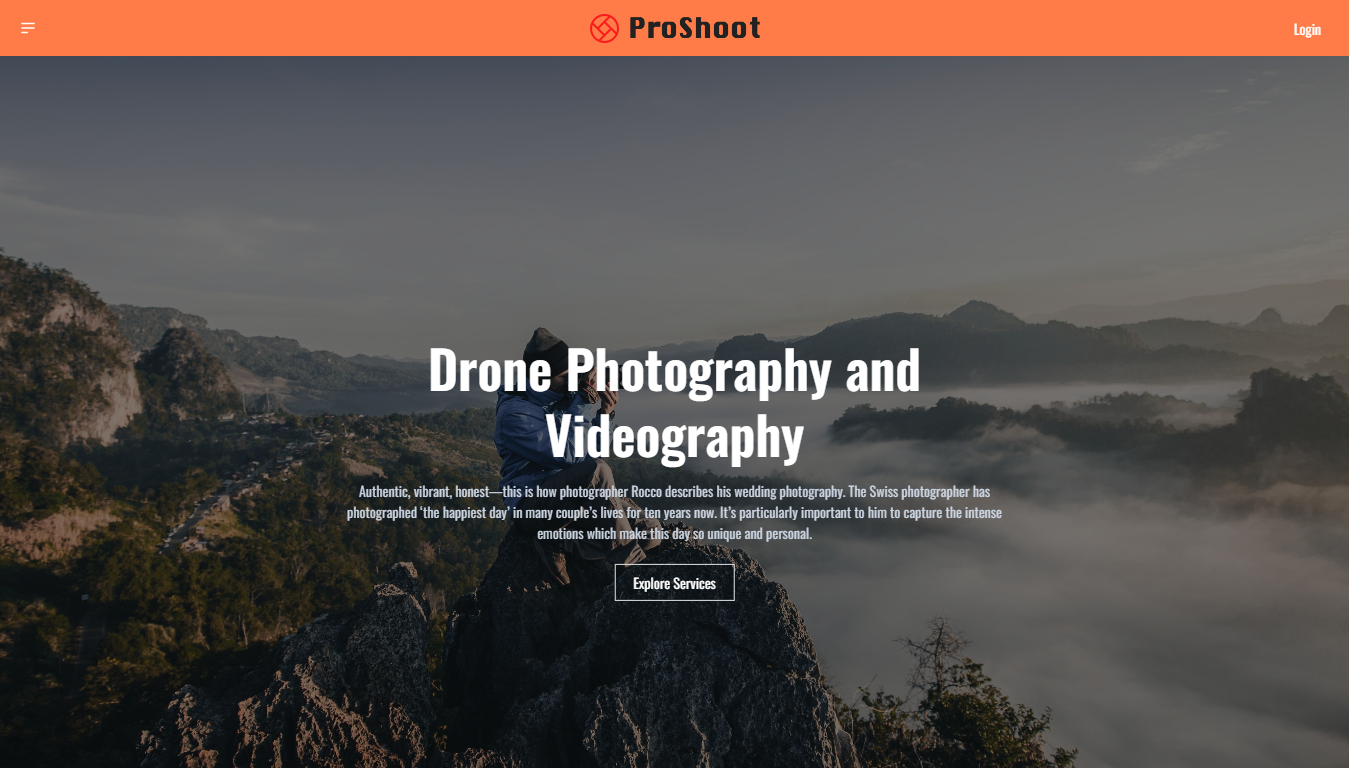 ProShoot
Login
Drone Photography and
Videography
Authentic, vibrant, honest—this is how photographer Rocco describes his wedding photography. The Swiss photographer has
photographed ‘the happiest day’ in many couple’s lives for ten years now. It’s particularly important to him to capture the intense
emotions which make this day so unique and personal.
Explore Services